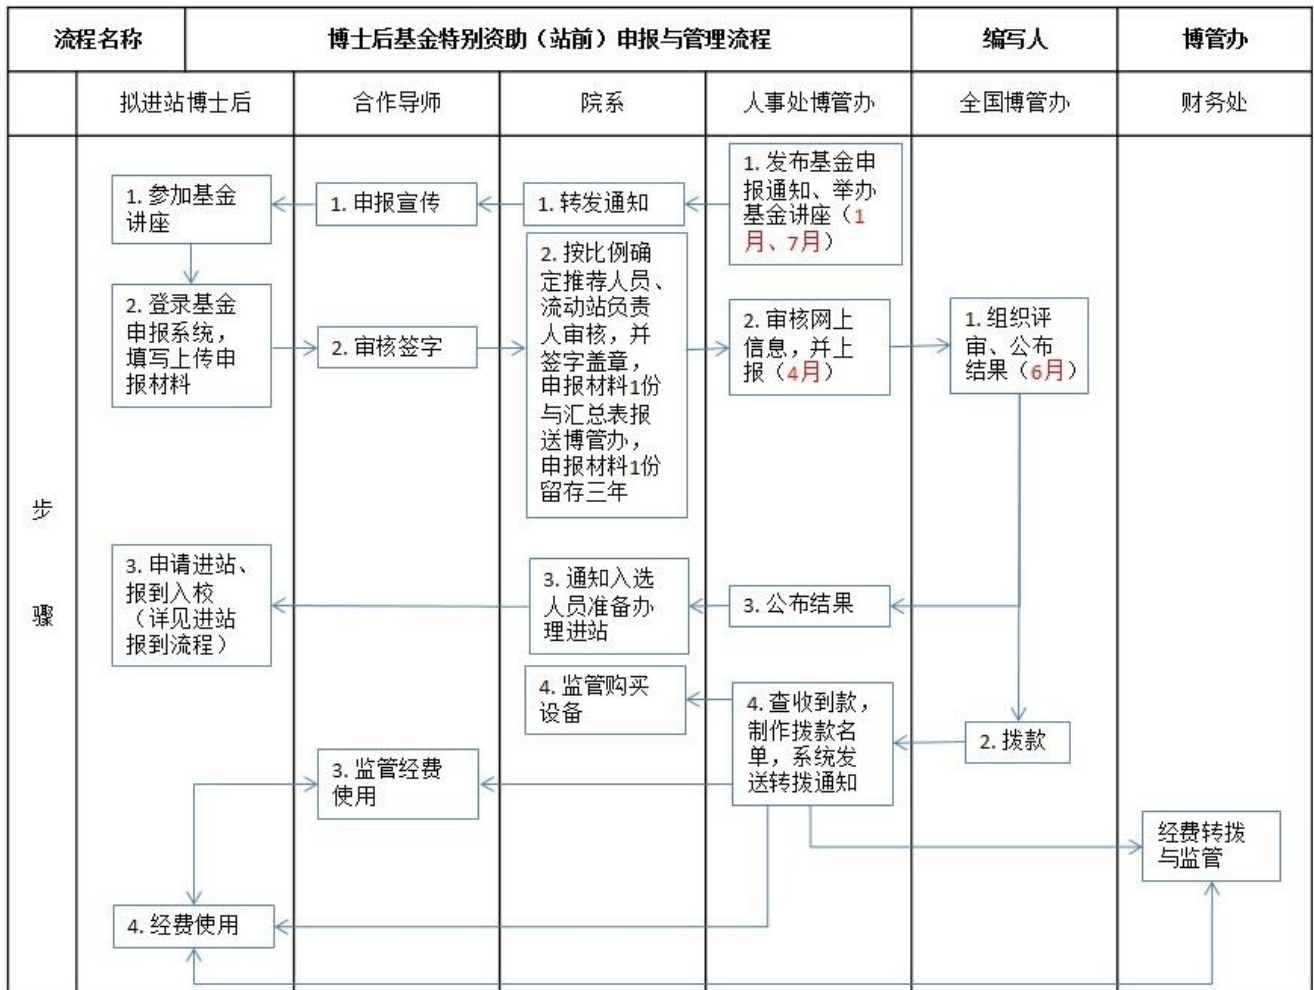 流程名称
博士后基金特别资助（站前）申报与管理流程
编写人
博管办
拟进站博士后
合作导师
院系
人事处博管办
全国博管办
财务处
步
骤
1. 参加基金
讲座
1. 申报宣传
1. 转发通知
1. 发布基金申
报通知、举办
基金讲座（1
月、7月）
2. 登录基金
申报系统，
填写上传申
报材料
2. 审核签字
2. 按比例确
定推荐人员、
流动站负责
人审核，并
签字盖章，
申报材料1份
与汇总表报
送博管办，
申报材料1份
留存三年
2. 审核网上
信息，并上
报（4月）
1. 组织评
审、公布
结果（6月）
3. 申请进站、
报到入校
（详见进站
报到流程）
3. 通知入选
人员准备办
理进站
3. 公布结果
4. 监管购买
设备
4. 查收到款，
制作拨款名
单，系统发
送转拨通知
2. 拨款
3. 监管经费
使用
经费转拨
与监管
4. 经费使用